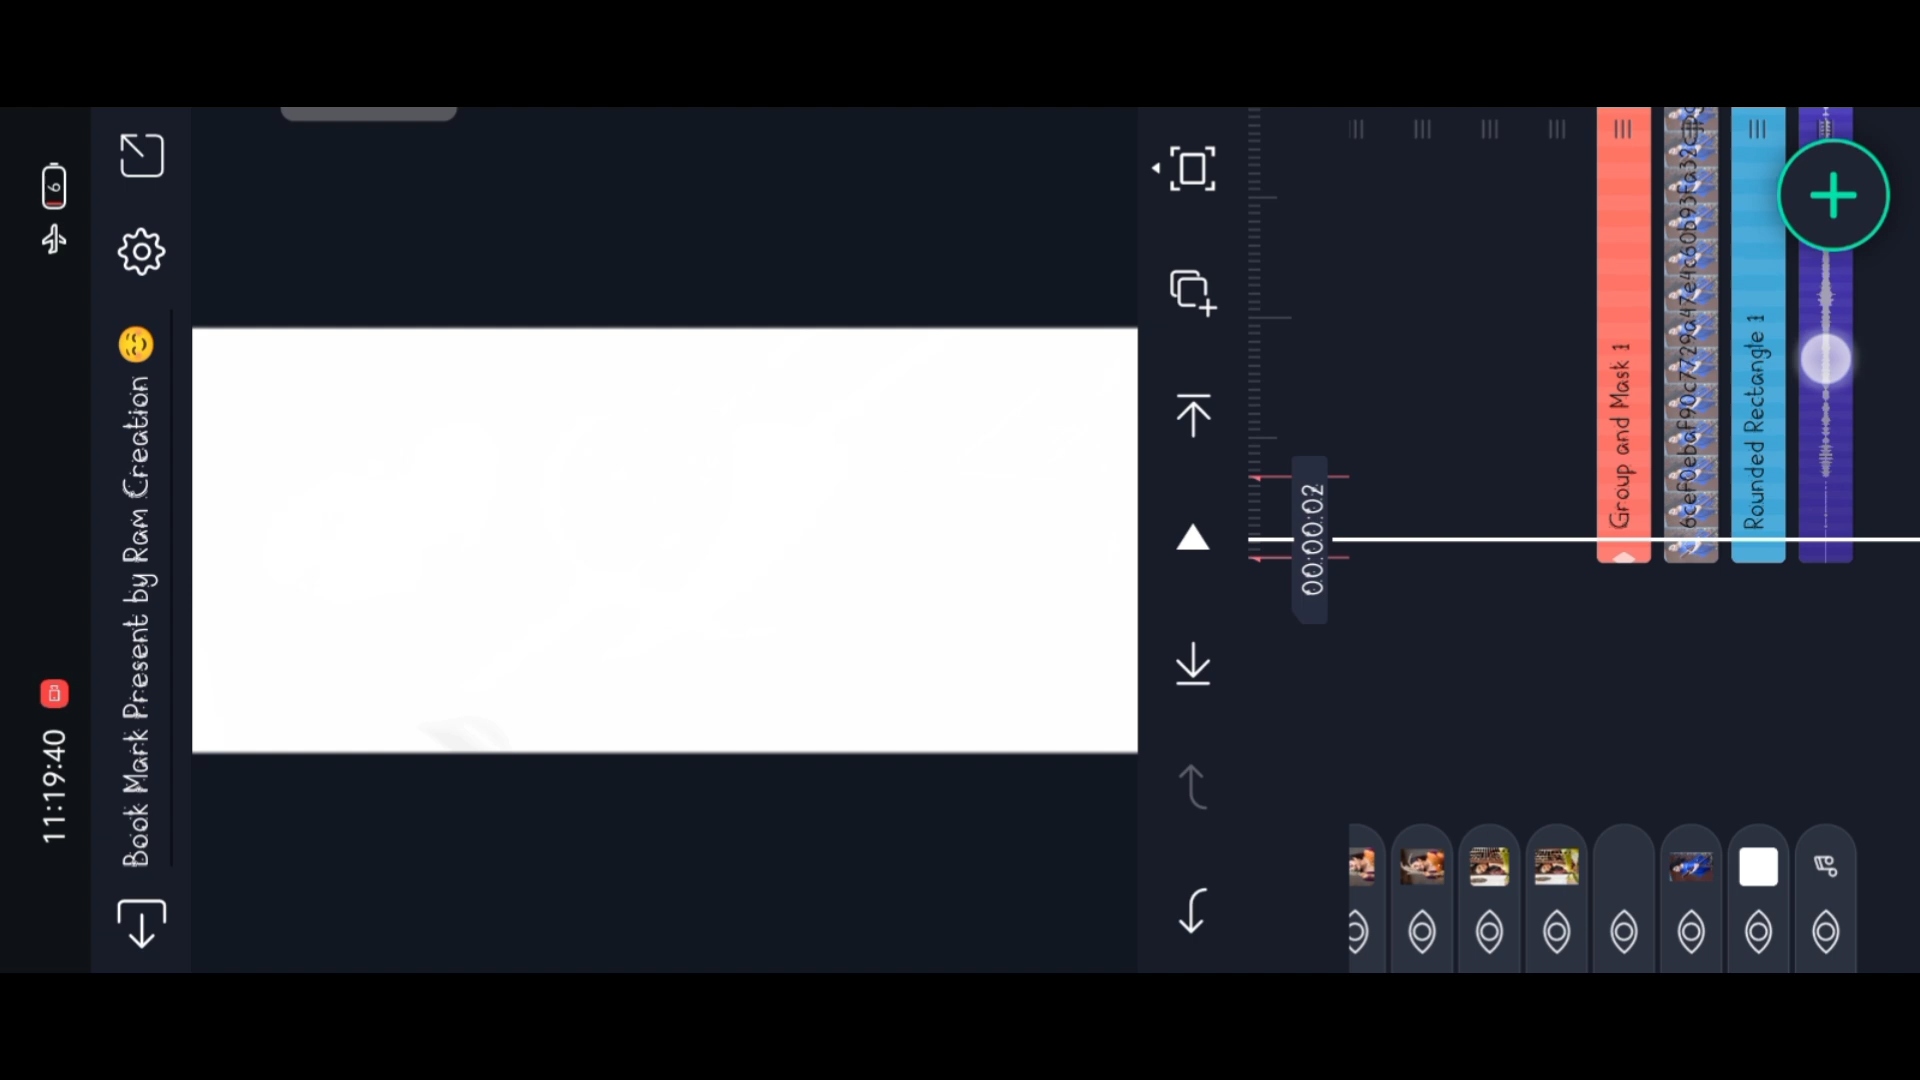 11:19:40
6
Book Mark Present by Ram Creation 😊
00:00:02
Group and Mask 1
Rounded Rectangle 1